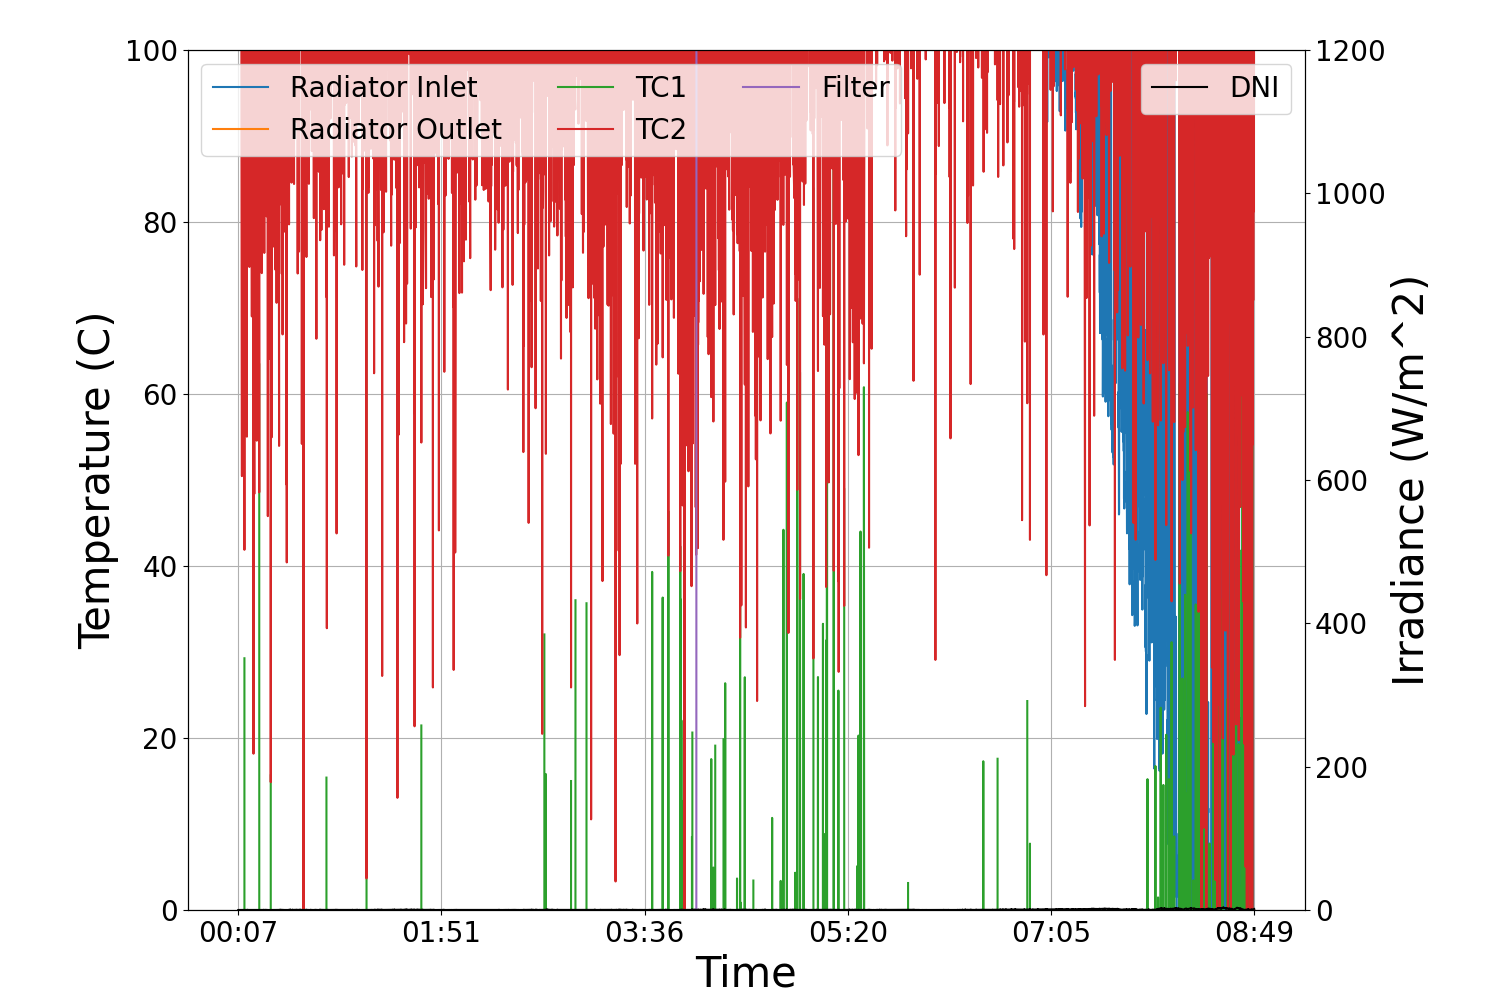 100
80
60
40
20
0
Temperature (C)
Radiator Inlet
Radiator Outlet
TC1
TC2
Filter
DNI
1200
1000
800
600
400
200
0
Irradiance (W/m^2)
00:07 01:51 03:36 05:20 07:05 08:49
Time